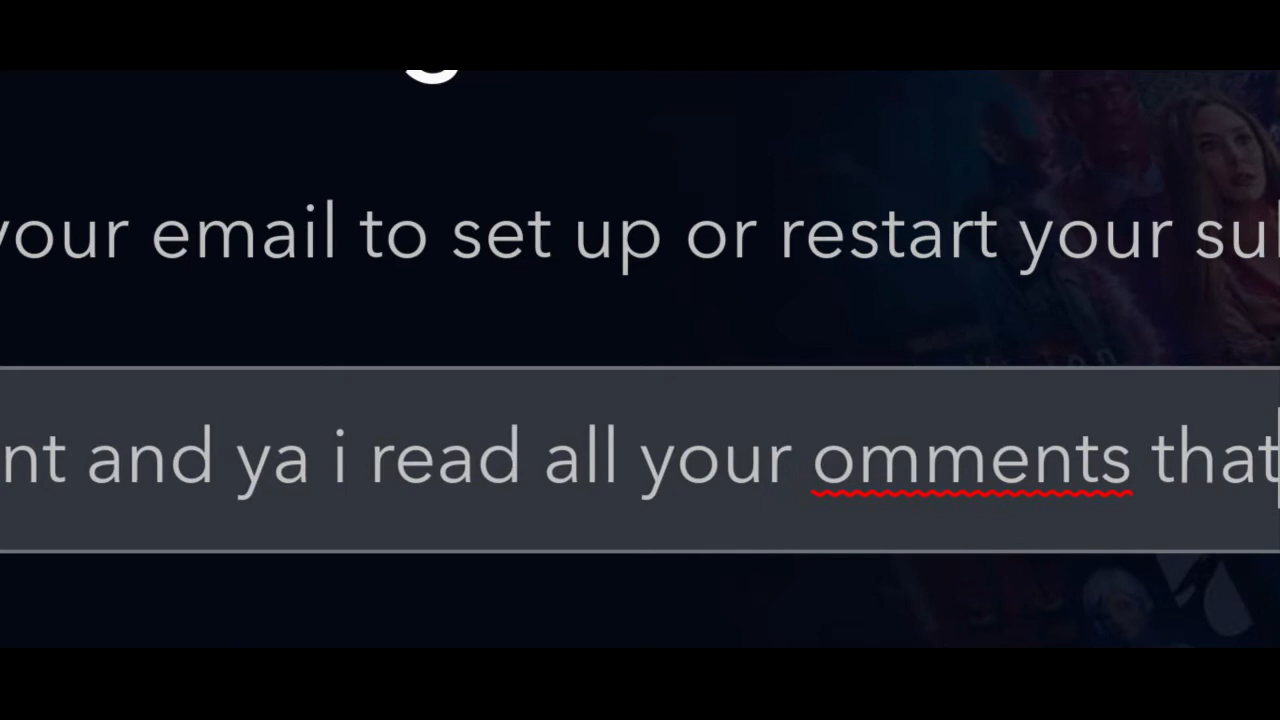 your email to set up or restart your su
nt and ya i read all your omments that